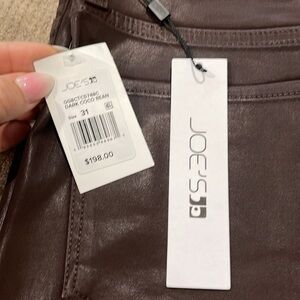 JOE'S
DARK COCO BEAN
Size 31
$198.00
JOE'S